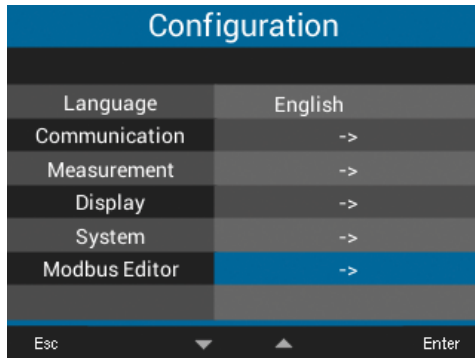 Configuration
Language English
Communication ->
Measurement ->
Display ->
System ->
Modbus Editor ->
Esc Enter